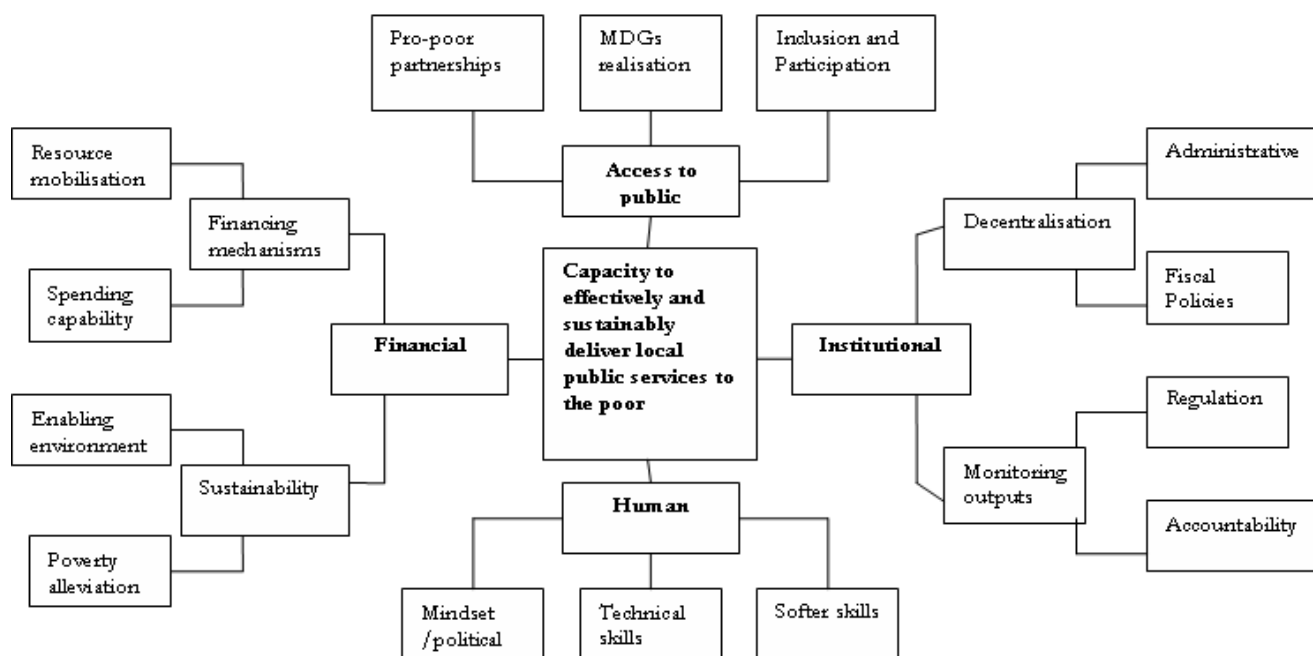 Pro-poor
partnerships
MDGs
realisation
Inclusion and
Participation
Resource
mobilisation
Access to
public
Administrative
Financing
mechanisms
Decentralisation
Spending
capability
Capacity to
effectively and
sustainably
deliver local
public services to
the poor
Fiscal
Policies
Financial
Institutional
Enabling
environment
Regulation
Sustainability
Monitoring
outputs
Human
Poverty
alleviation
Accountability
Mindset
/political
Technical
skills
Softer skills